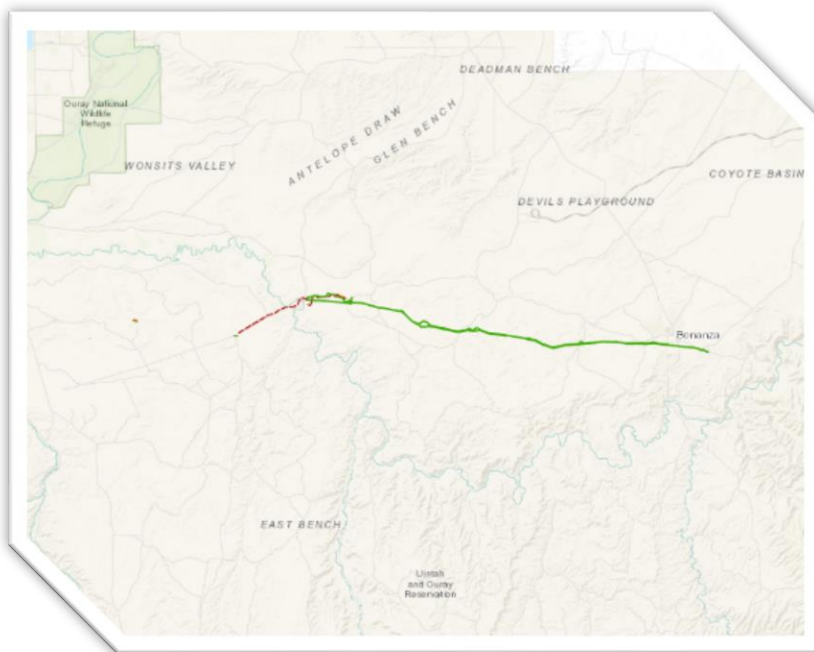 DEADMAN BENCH
Ouray National
Wildlife
Refuge
ANTELOPE DRAW
GLEN BENCH
WONSITS VALLEY
COYOTE BASIN
DEVILS PLAYGROUND
Bonanza
EAST BENCH
Uintah
and Ouray
Reservation